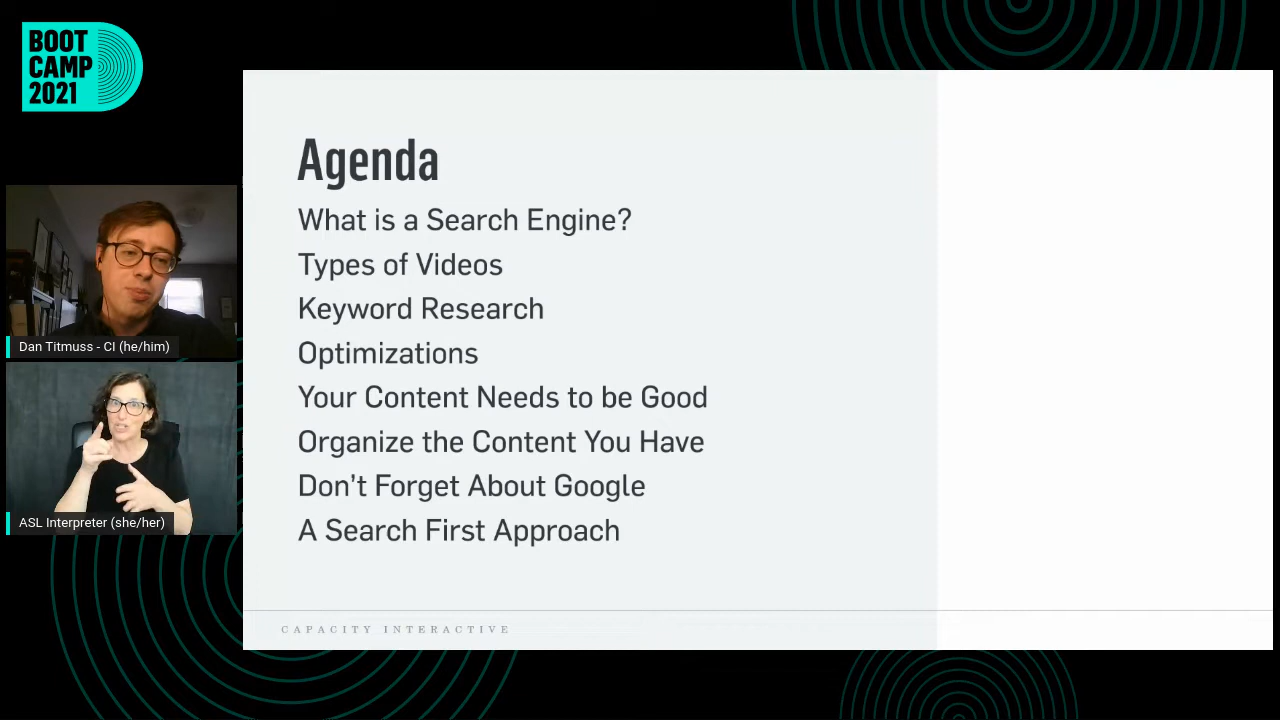 BOOT
CAMP
2021
Agenda
What is a Search Engine?
Types of Videos
Keyword Research
Optimizations
Your Content Needs to be Good
Organize the Content You Have
Don't Forget About Google
A Search First Approach
CAPACITY INTERACTIVE
Dan Titmuss - CI (he/him)
ASL Interpreter (she/her)